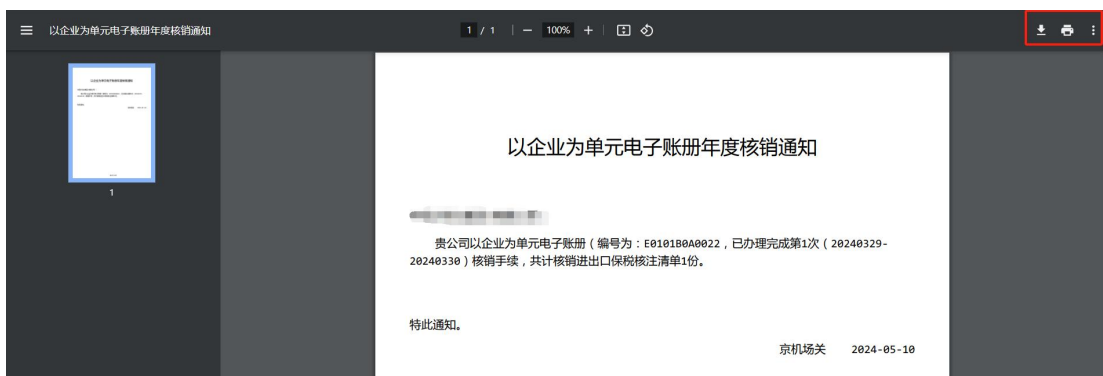 以企业为单元电子账册年度核销通知
1 / 1
100%
1
以企业为单元电子账册年度核销通知
贵公司以企业为单元电子账册（编号为：E0101B0A0022，已办理完成第1次（20240329-
20240330）核销手续，共计核销进出口保税核注清单1份。
特此通知。
京机场关 2024-05-10